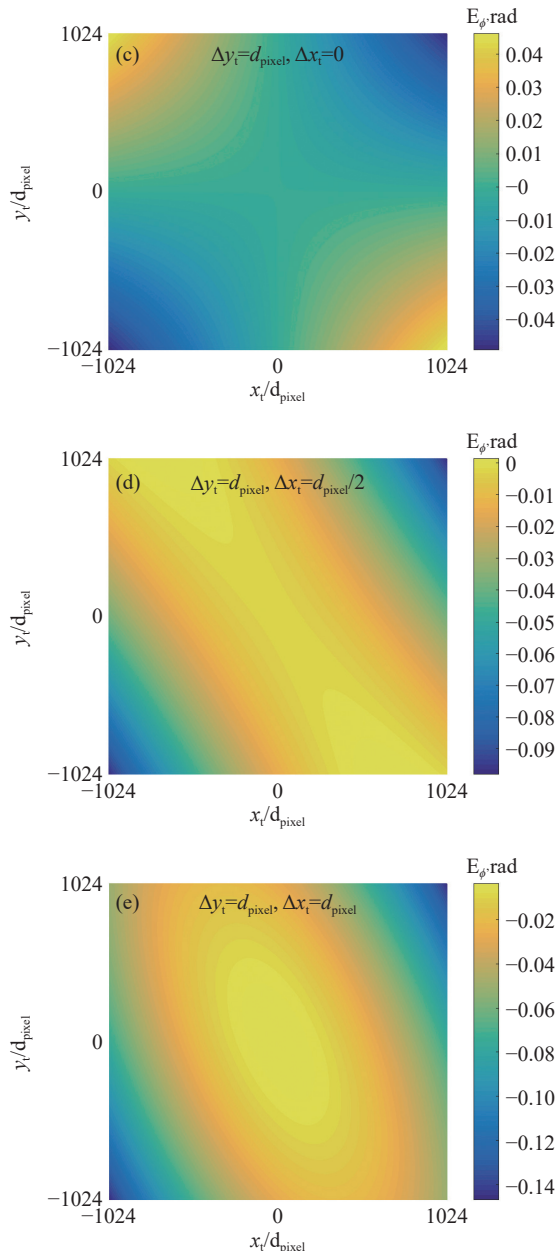 E_ϕ,rad
1024 (c) Δy_t=d_pixel, Δx_t=0 0.04
0.03
0.02
0.01
y_t/d_pixel 0 −0
−0.01
−0.02
−0.03
−0.04
−1024
−1024 0 1024
x_t/d_pixel
E_ϕ,rad
1024 (d) Δy_t=d_pixel, Δx_t=d_pixel/2 0
−0.01
−0.02
−0.03
−0.04
y_t/d_pixel 0 −0.05
−0.06
−0.07
−0.08
−0.09
−1024
−1024 0 1024
x_t/d_pixel
E_ϕ,rad
1024 (e) Δy_t=d_pixel, Δx_t=d_pixel −0.02
−0.04
−0.06
y_t/d_pixel 0 −0.08
−0.10
−0.12
−0.14
−1024
−1024 0 1024
x_t/d_pixel